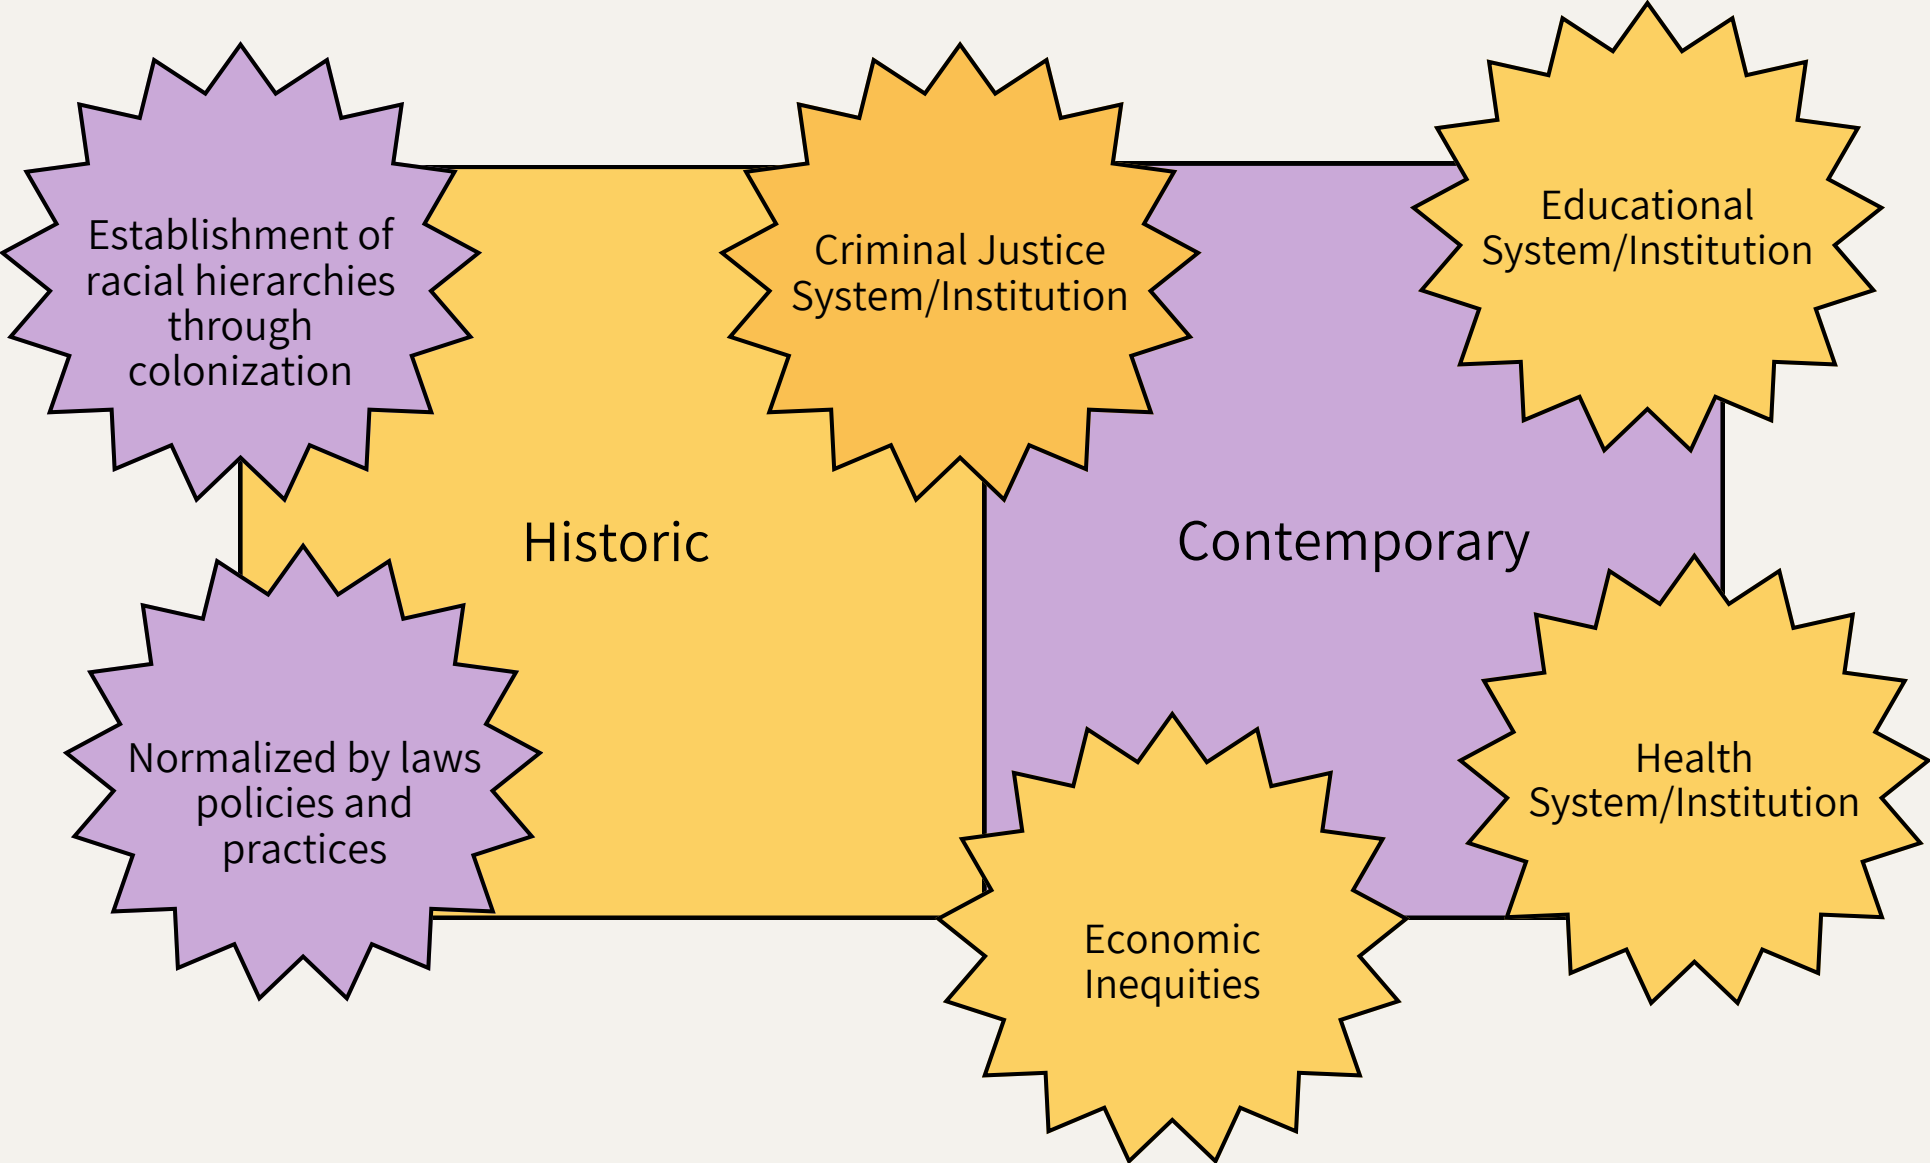 Establishment of
racial hierarchies
through
colonization
Criminal Justice
System/Institution
Educational
System/Institution
Historic
Contemporary
Normalized by laws
policies and
practices
Health
System/Institution
Economic
Inequities